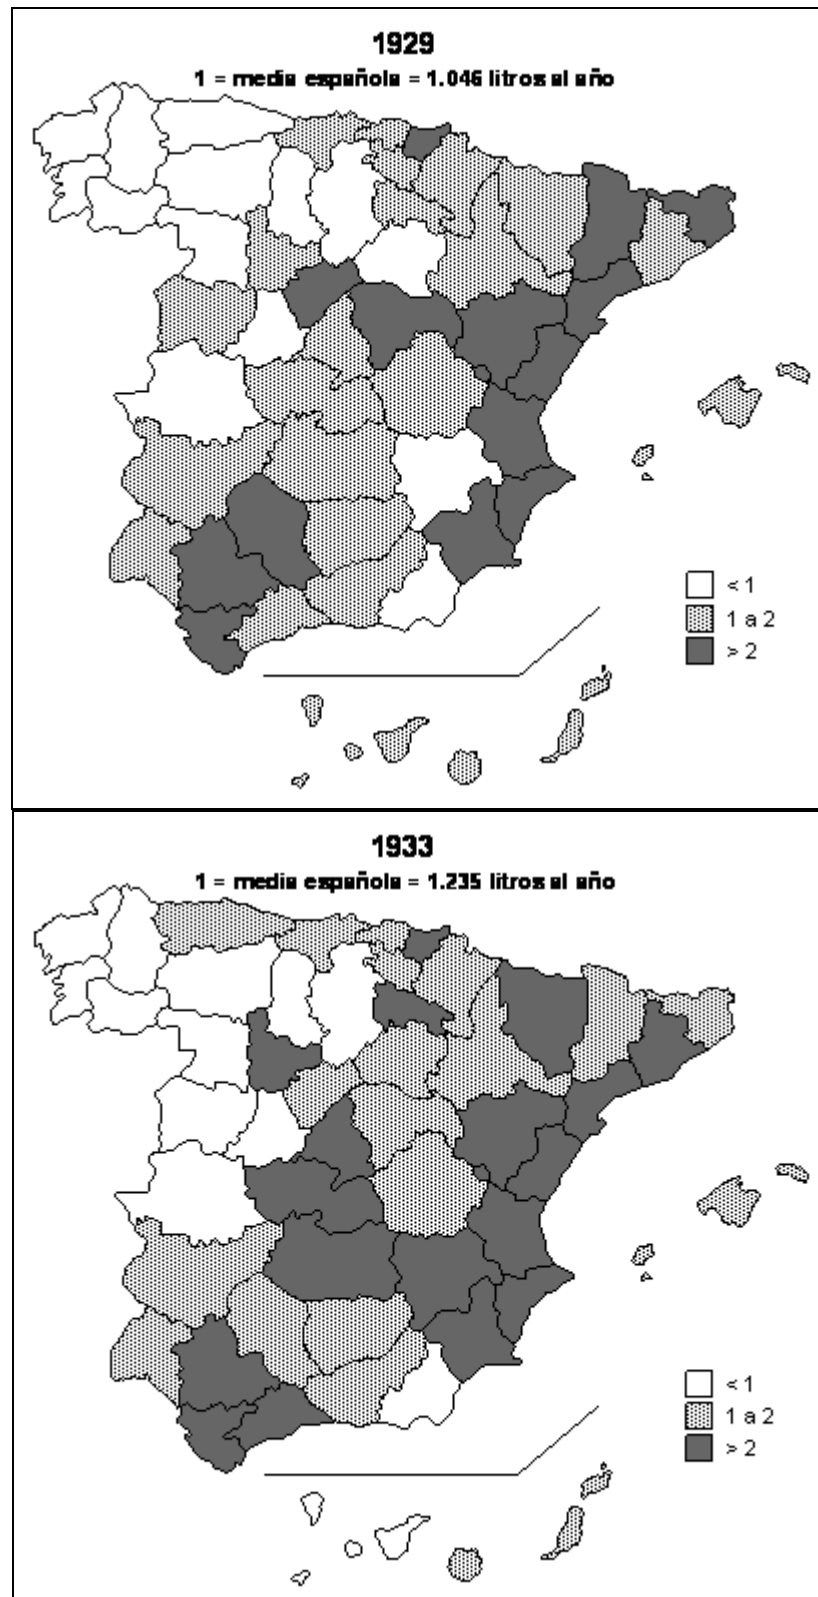 1929
1 = media española = 1.046 litros al año
< 1
1 a 2
> 2
1933
1 = media española = 1.235 litros al año
< 1
1 a 2
> 2